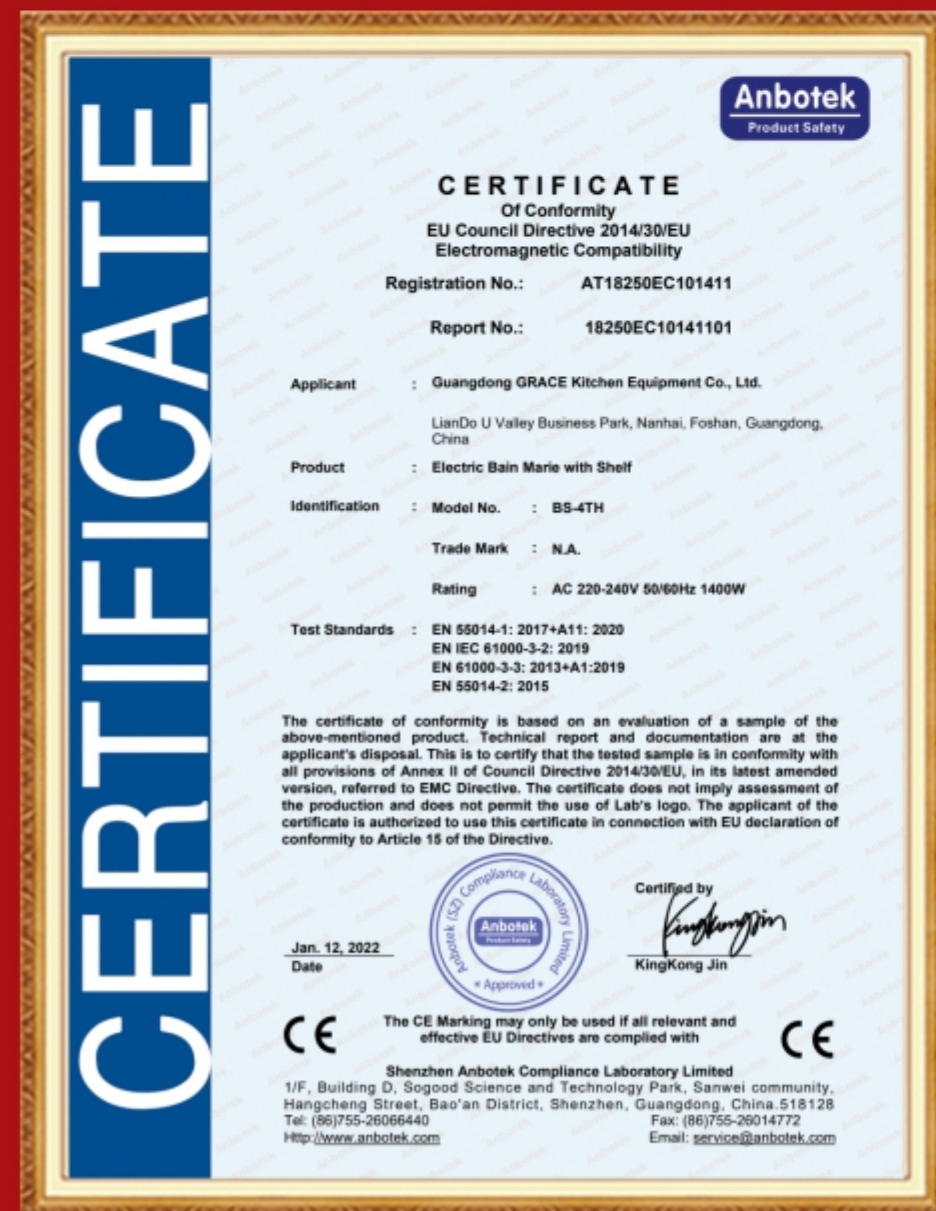 CERTIFICATE
Anbotek
Product Safety
CERTIFICATE
Of Conformity
EU Council Directive 2014/30/EU
Electromagnetic Compatibility
Registration No.: AT18250EC101411
Report No.: 18250EC10141101
Applicant : Guangdong GRACE Kitchen Equipment Co., Ltd.
LianDo U Valley Business Park, Nanhai, Foshan, Guangdong,
China
Product : Electric Bain Marie with Shelf
Identification : Model No. : BS-4TH
Trade Mark : N.A.
Rating : AC 220-240V 50/60Hz 1400W
Test Standards : EN 55014-1: 2017+A11: 2020
EN IEC 61000-3-2: 2019
EN 61000-3-3: 2013+A1:2019
EN 55014-2: 2015
The certificate of conformity is based on an evaluation of a sample of the
above-mentioned product. Technical report and documentation are at the
applicant's disposal. This is to certify that the tested sample is in conformity with
all provisions of Annex II of Council Directive 2014/30/EU, in its latest amended
version, referred to EMC Directive. The certificate does not imply assessment of
the production and does not permit the use of Lab's logo. The applicant of the
certificate is authorized to use this certificate in connection with EU declaration of
conformity to Article 15 of the Directive.
Anbotek (SZ) Compliance Laboratory Limited
Anbotek
Product Safety
* Approved *
Certified by
KingKong Jin
Jan. 12, 2022
Date
KingKong Jin
CE
The CE Marking may only be used if all relevant and
effective EU Directives are complied with
CE
Shenzhen Anbotek Compliance Laboratory Limited
1/F, Building D, Sogood Science and Technology Park, Sanwei community,
Hangcheng Street, Bao'an District, Shenzhen, Guangdong, China.518128
Tel: (86)755-26066440 Fax: (86)755-26014772
Http://www.anbotek.com Email: service@anbotek.com